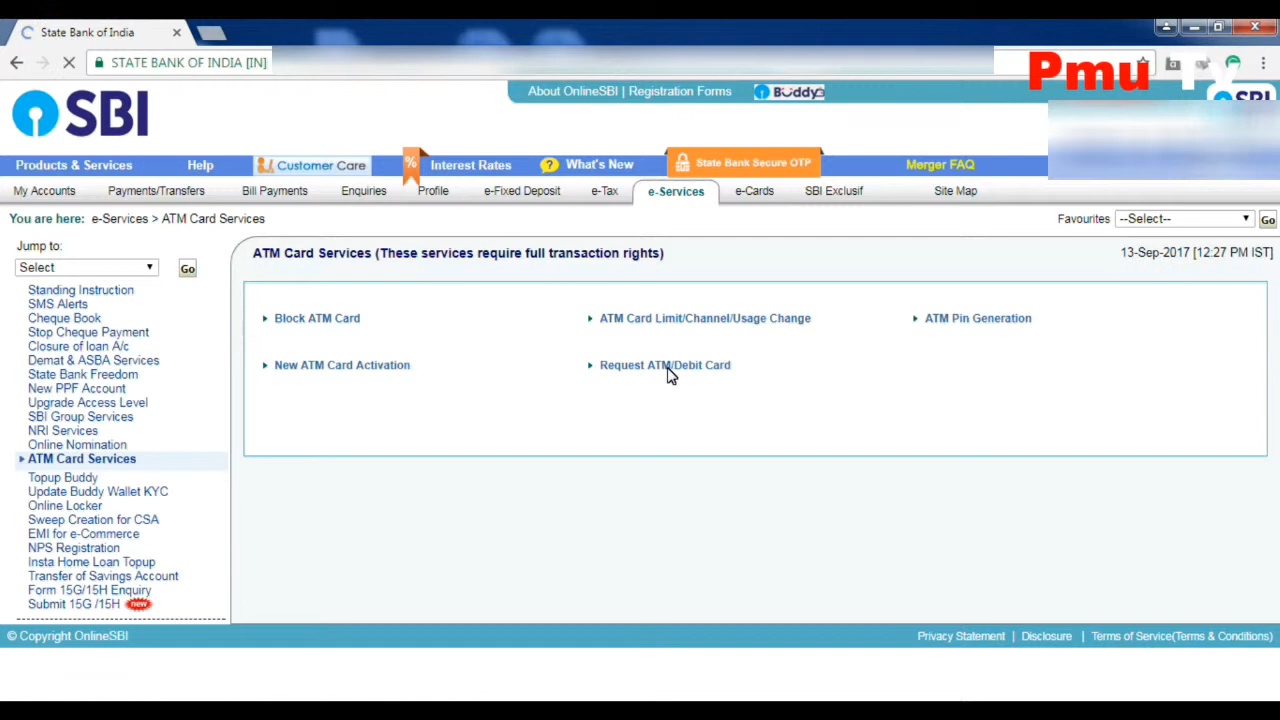 State Bank of India
STATE BANK OF INDIA [IN]
Pmu Tv
About OnlineSBI | Registration Forms Buddy
SBI
SBI
Products & Services Help Customer Care % Interest Rates ? What's New State Bank Secure OTP Merger FAQ
My Accounts Payments/Transfers Bill Payments Enquiries Profile e-Fixed Deposit e-Tax e-Services e-Cards SBI Exclusif Site Map
You are here: e-Services > ATM Card Services Favourites --Select-- Go
Jump to:
Select Go
ATM Card Services (These services require full transaction rights) 13-Sep-2017 [12:27 PM IST]
Block ATM Card ATM Card Limit/Channel/Usage Change ATM Pin Generation
New ATM Card Activation Request ATM/Debit Card
Standing Instruction
SMS Alerts
Cheque Book
Stop Cheque Payment
Closure of loan A/c
Demat & ASBA Services
State Bank Freedom
New PPF Account
Upgrade Access Level
SBI Group Services
NRI Services
Online Nomination
ATM Card Services
Topup Buddy
Update Buddy Wallet KYC
Online Locker
Sweep Creation for CSA
EMI for e-Commerce
NPS Registration
Insta Home Loan Topup
Transfer of Savings Account
Form 15G/15H Enquiry
Submit 15G /15H new
© Copyright OnlineSBI Privacy Statement | Disclosure | Terms of Service(Terms & Conditions)